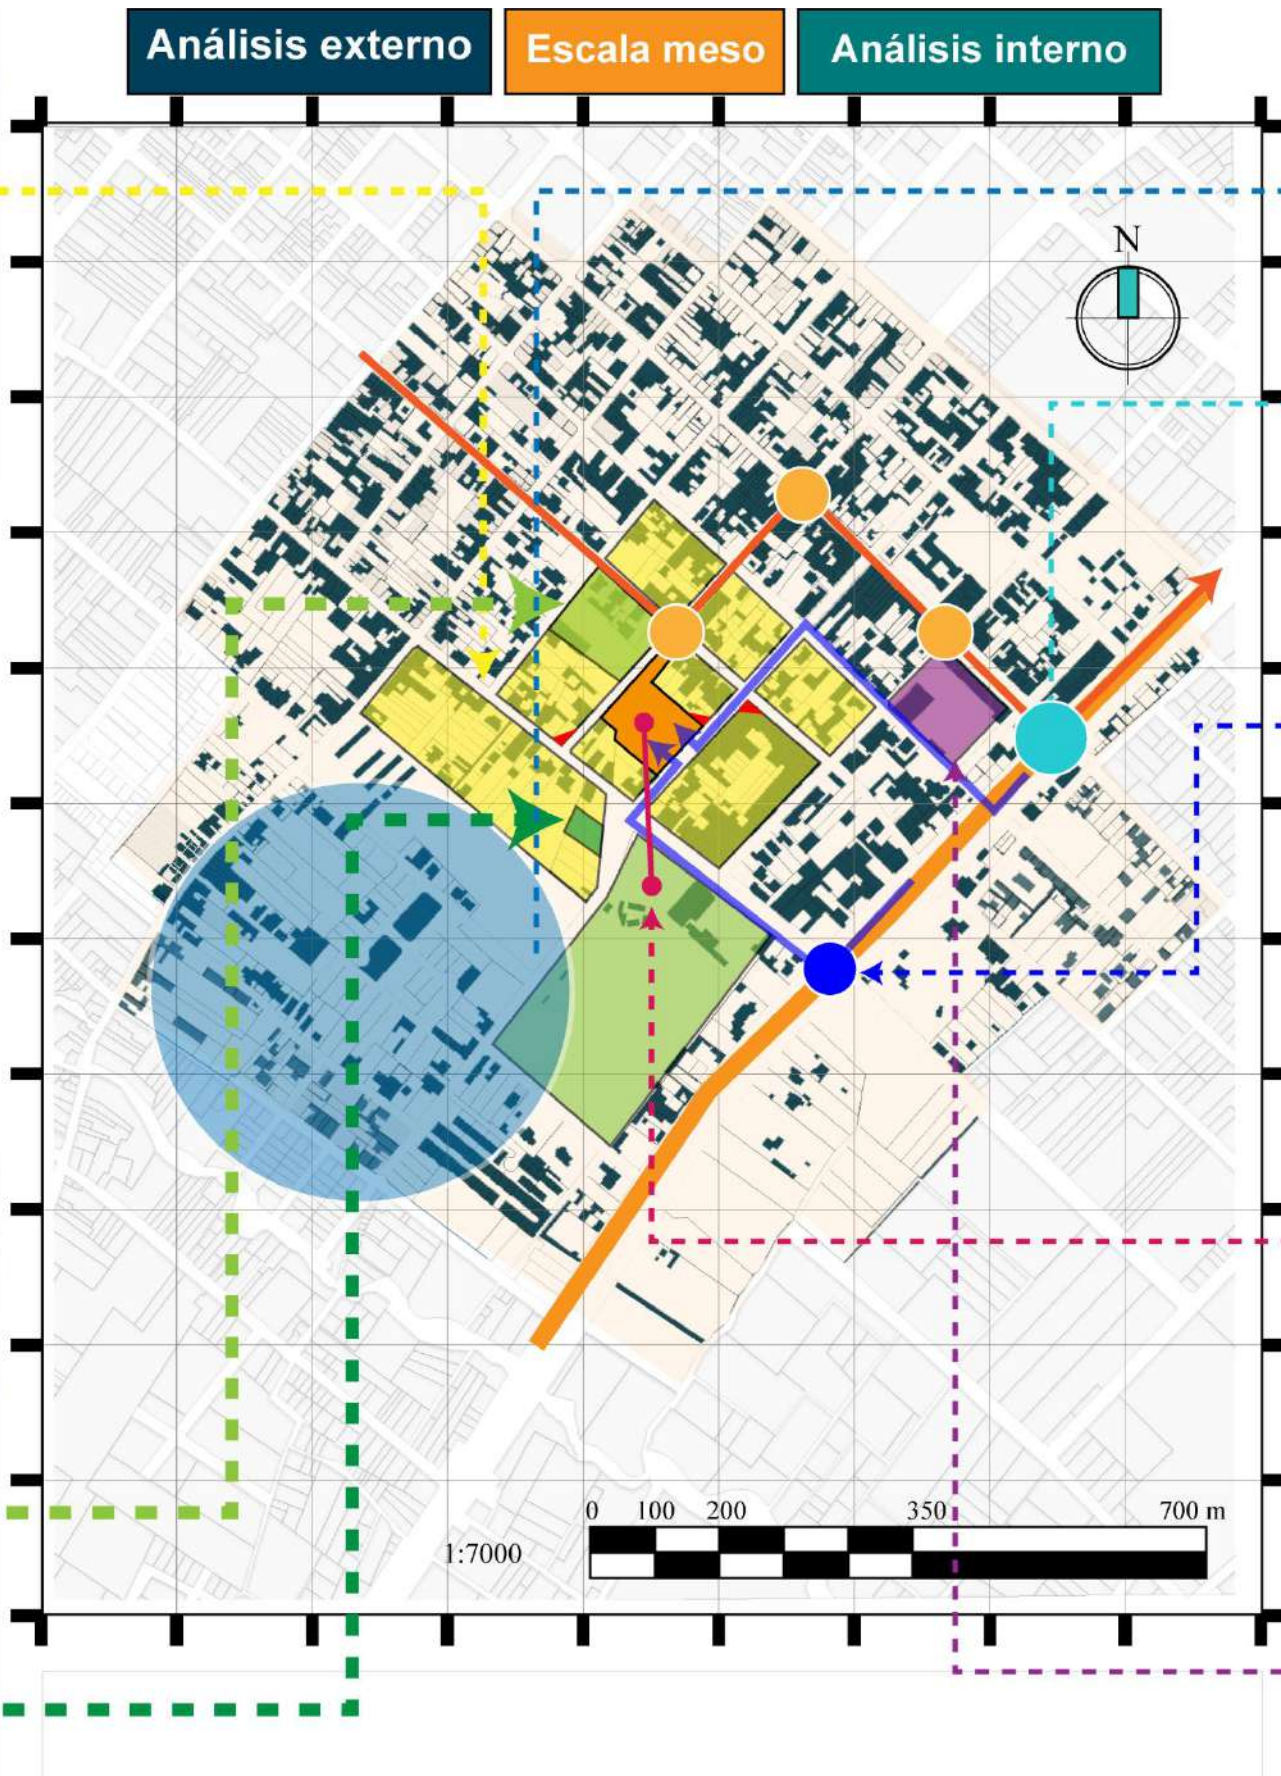 Análisis externo
Escala meso
Análisis interno
N
0 100 200 350 700 m
1:7000